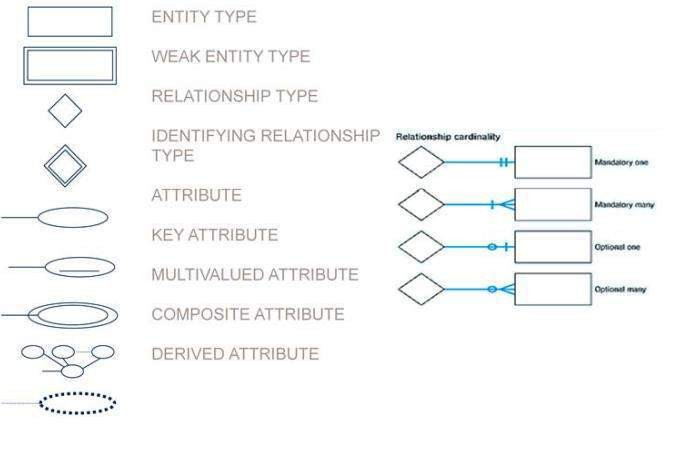 ENTITY TYPE
WEAK ENTITY TYPE
RELATIONSHIP TYPE
IDENTIFYING RELATIONSHIP
TYPE
ATTRIBUTE
KEY ATTRIBUTE
MULTIVALUED ATTRIBUTE
COMPOSITE ATTRIBUTE
DERIVED ATTRIBUTE
Relationship cardinality
Mandatory one
Mandatory many
Optional one
Optional many